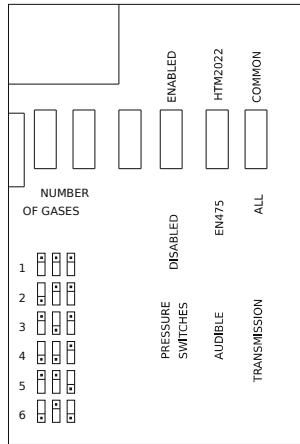 ENABLED
HTM2022
COMMON
NUMBER
OF GASES
DISABLED
EN475
ALL
1
2
3
4
5
6
PRESSURE
SWITCHES
AUDIBLE
TRANSMISSION